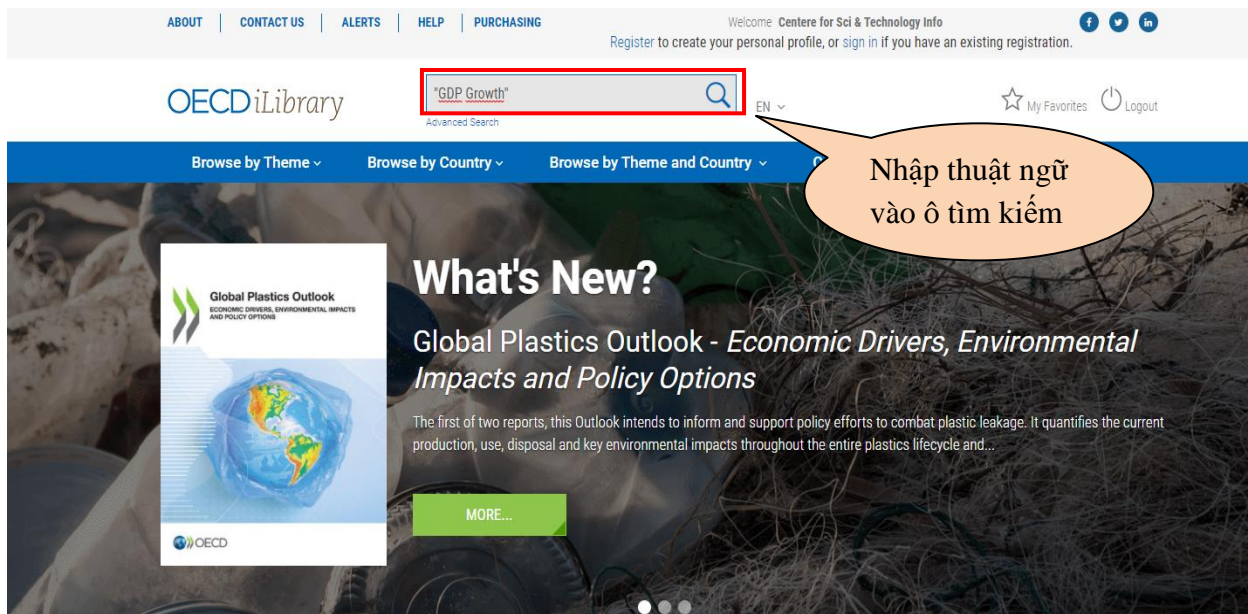 ABOUT CONTACT US ALERTS HELP PURCHASING Welcome Centere for Sci & Technology Info
Register to create your personal profile, or sign in if you have an existing registration.
OECDiLibrary
"GDP Growth"
EN
My Favorites Logout
Advanced Search
Browse by Theme Browse by Country Browse by Theme and Country
Nhập thuật ngữ
vào ô tìm kiếm
Global Plastics Outlook
ECONOMIC DRIVERS, ENVIRONMENTAL IMPACTS
AND POLICY OPTIONS
OECD
What's New?
Global Plastics Outlook - Economic Drivers, Environmental
Impacts and Policy Options
The first of two reports, this Outlook intends to inform and support policy efforts to combat plastic leakage. It quantifies the current
production, use, disposal and key environmental impacts throughout the entire plastics lifecycle and...
MORE...